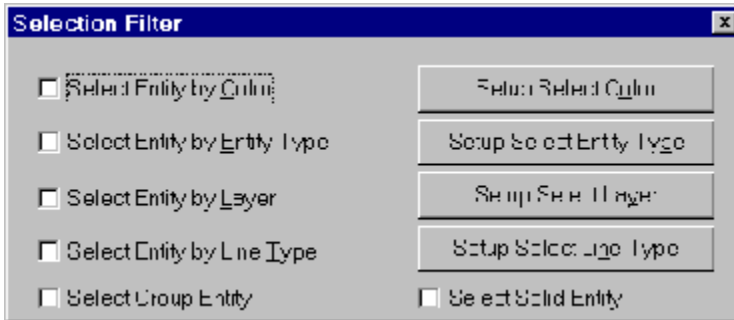 Selection Filter
Select Entity by Color
Setup Select Color
Select Entity by Entity Type
Setup Select Entity Type
Select Entity by Layer
Setup Select Layer
Select Entity by Line Type
Setup Select Line Type
Select Group Entity
Select Solid Entity